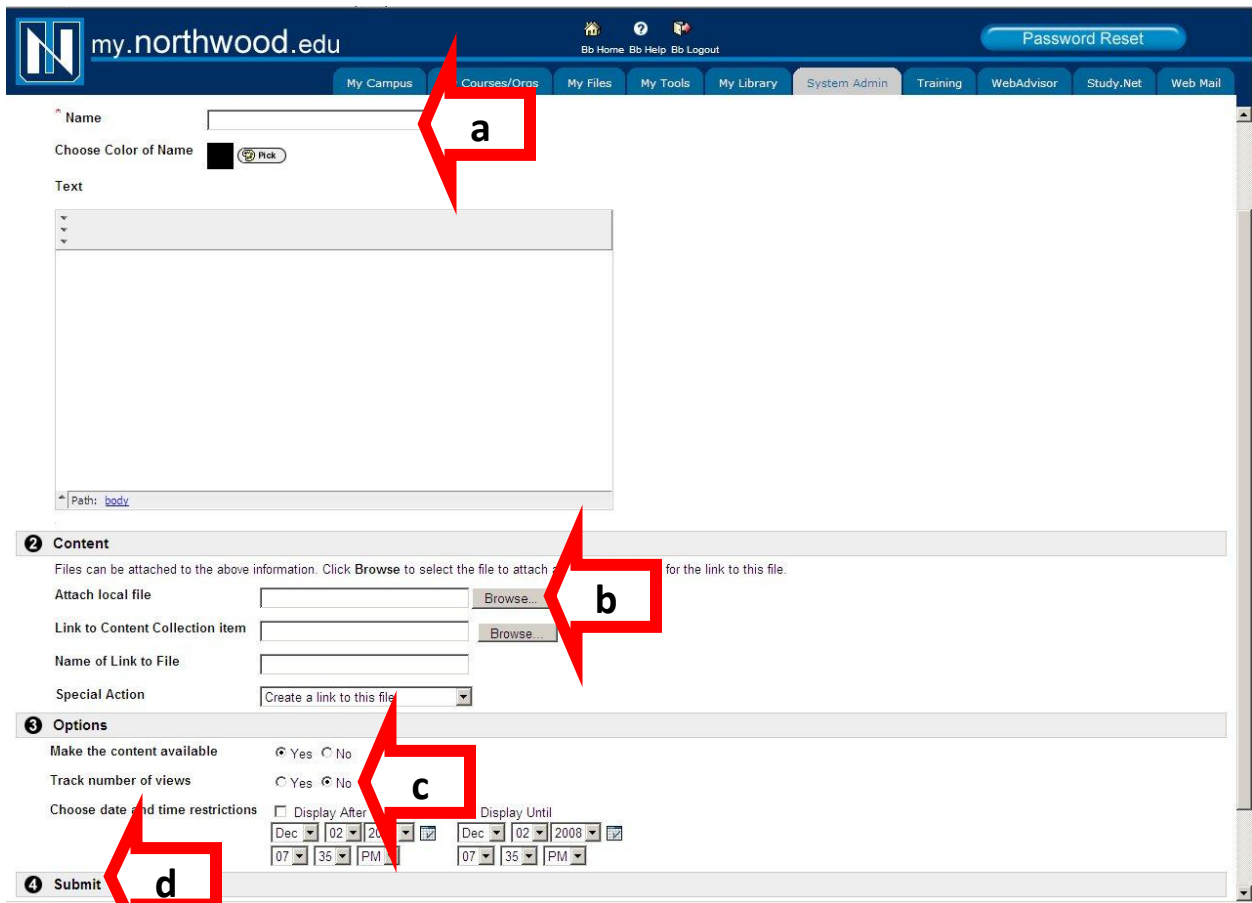 my.northwood.edu
Bb Home Bb Help Bb Logout
Password Reset
My Campus Courses/Orgs My Files My Tools My Library System Admin Training WebAdvisor Study.Net Web Mail
* Name
a
Choose Color of Name Pick
Text
Path: body
2 Content
Files can be attached to the above information. Click Browse to select the file to attach for the link to this file.
Attach local file Browse...
b
Link to Content Collection item Browse...
Name of Link to File
Special Action Create a link to this file
3 Options
Make the content available Yes No
Track number of views Yes No
c
Choose date and time restrictions Display After Display Until
Dec 02 Dec 02 2008
07 35 PM 07 35 PM
4 Submit
d